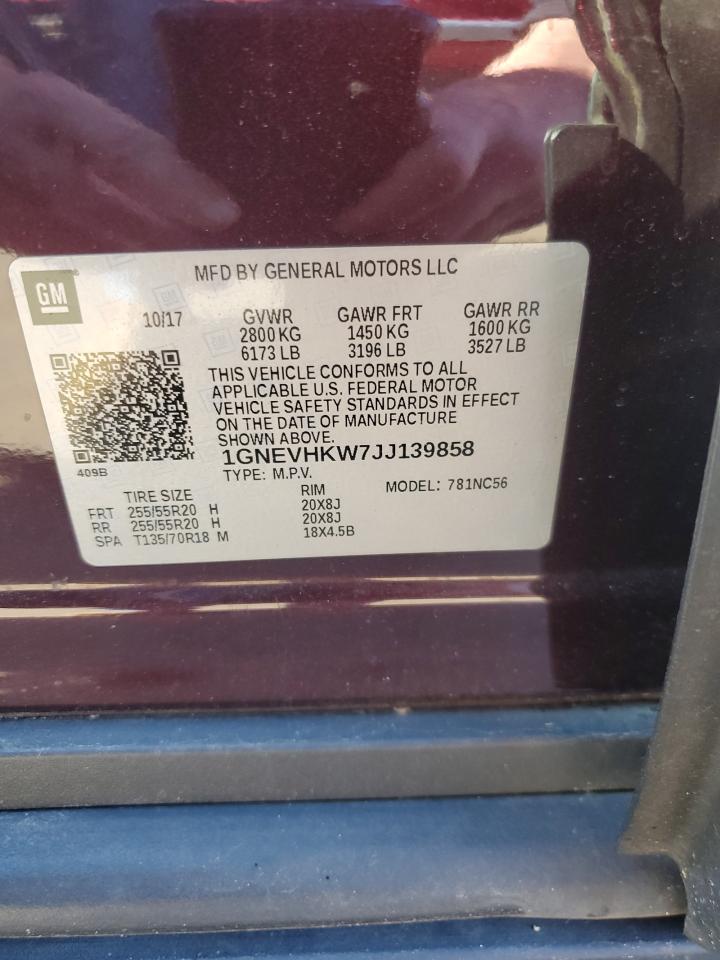 MFD BY GENERAL MOTORS LLC
GM
10/17 GVWR GAWR FRT GAWR RR
2800 KG 1450 KG 1600 KG
6173 LB 3196 LB 3527 LB
THIS VEHICLE CONFORMS TO ALL
APPLICABLE U.S. FEDERAL MOTOR
VEHICLE SAFETY STANDARDS IN EFFECT
ON THE DATE OF MANUFACTURE
SHOWN ABOVE.
1GNEVHKW7JJ139858
409B
TYPE: M.P.V. MODEL: 781NC56
TIRE SIZE RIM
FRT 255/55R20 H 20X8J
RR 255/55R20 H 20X8J
SPA T135/70R18 M 18X4.5B